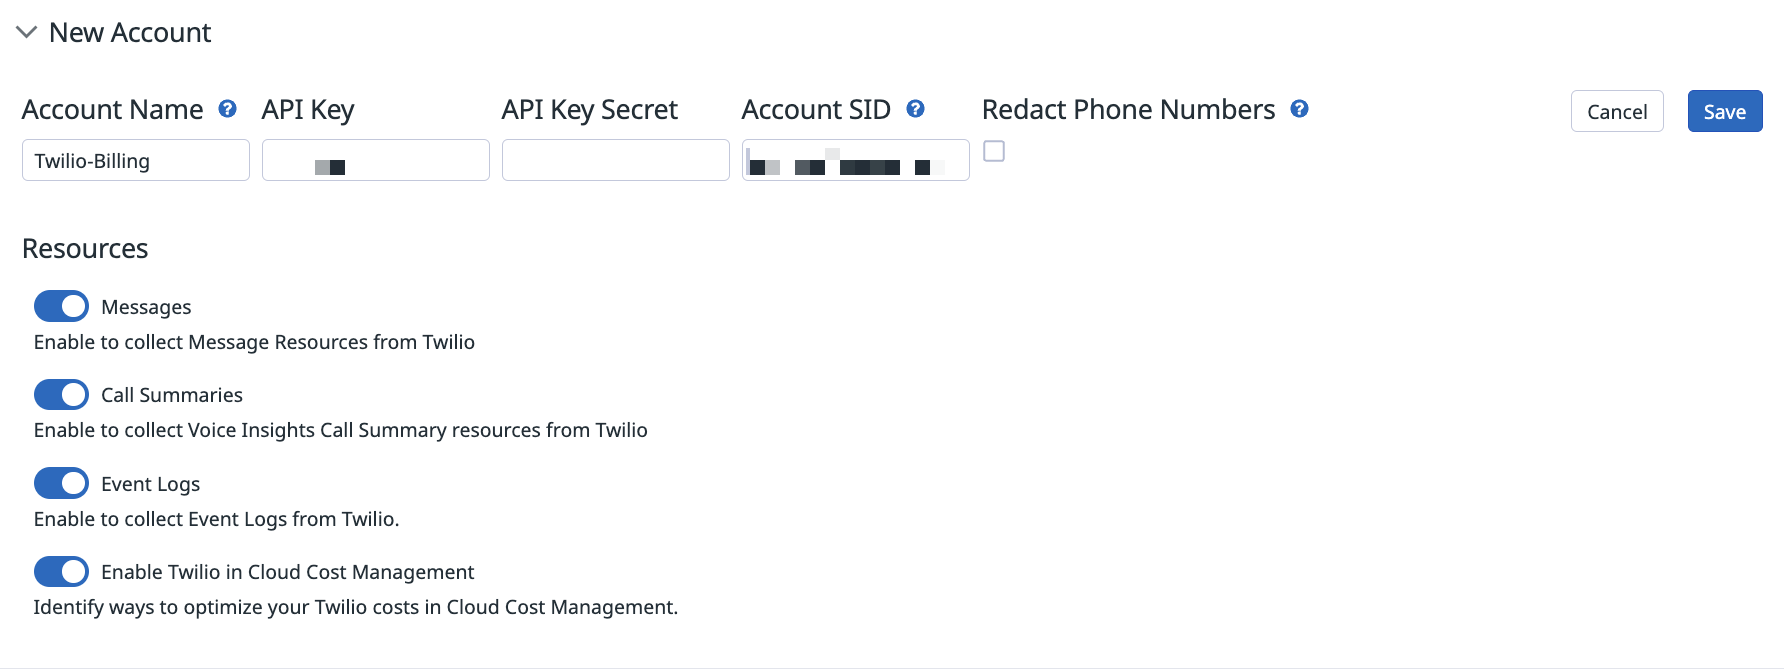 New Account
Account Name API Key API Key Secret Account SID Redact Phone Numbers Cancel Save
Twilio-Billing
Resources
Messages
Enable to collect Message Resources from Twilio
Call Summaries
Enable to collect Voice Insights Call Summary resources from Twilio
Event Logs
Enable to collect Event Logs from Twilio.
Enable Twilio in Cloud Cost Management
Identify ways to optimize your Twilio costs in Cloud Cost Management.